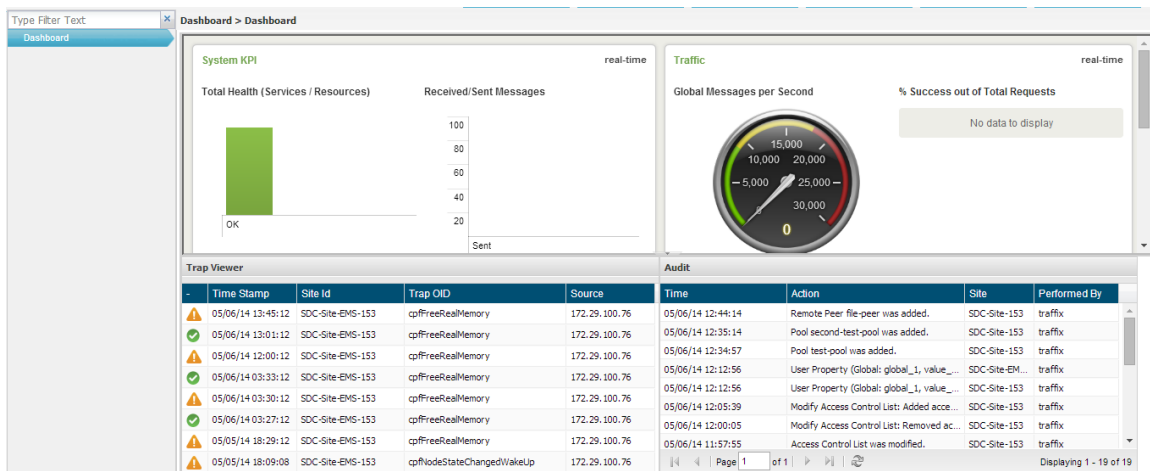 Type Filter Text × Dashboard > Dashboard
Dashboard
System KPI real-time
Total Health (Services / Resources) Received/Sent Messages
100
80
60
40
20
OK
Sent
Traffic real-time
Global Messages per Second % Success out of Total Requests
No data to display
15,000
10,000 20,000
5,000 25,000
0 30,000
0
Trap Viewer
- Time Stamp Site Id Trap OID Source
05/06/14 13:45:12 SDC-Site-EMS-153 cpfFreeRealMemory 172.29.100.76
05/06/14 13:01:12 SDC-Site-EMS-153 cpfFreeRealMemory 172.29.100.76
05/06/14 12:00:12 SDC-Site-EMS-153 cpfFreeRealMemory 172.29.100.76
05/06/14 03:33:12 SDC-Site-EMS-153 cpfFreeRealMemory 172.29.100.76
05/06/14 03:30:12 SDC-Site-EMS-153 cpfFreeRealMemory 172.29.100.76
05/06/14 03:27:12 SDC-Site-EMS-153 cpfFreeRealMemory 172.29.100.76
05/05/14 18:29:12 SDC-Site-EMS-153 cpfFreeRealMemory 172.29.100.76
05/05/14 18:09:08 SDC-Site-EMS-153 cpfNodeStateChangedWakeUp 172.29.100.76
Audit
Time Action Site Performed By
05/06/14 12:44:14 Remote Peer file-peer was added. SDC-Site-153 traffix
05/06/14 12:35:14 Pool second-test-pool was added. SDC-Site-153 traffix
05/06/14 12:34:57 Pool test-pool was added. SDC-Site-153 traffix
05/06/14 12:12:56 User Property (Global: global_1, value_... SDC-Site-EM... traffix
05/06/14 12:12:56 User Property (Global: global_1, value_... SDC-Site-153 traffix
05/06/14 12:05:39 Modify Access Control List: Added acce... SDC-Site-153 traffix
05/06/14 12:00:05 Modify Access Control List: Removed ac... SDC-Site-153 traffix
05/06/14 11:57:55 Access Control List was modified. SDC-Site-153 traffix
Page 1 of 1 Displaying 1 - 19 of 19